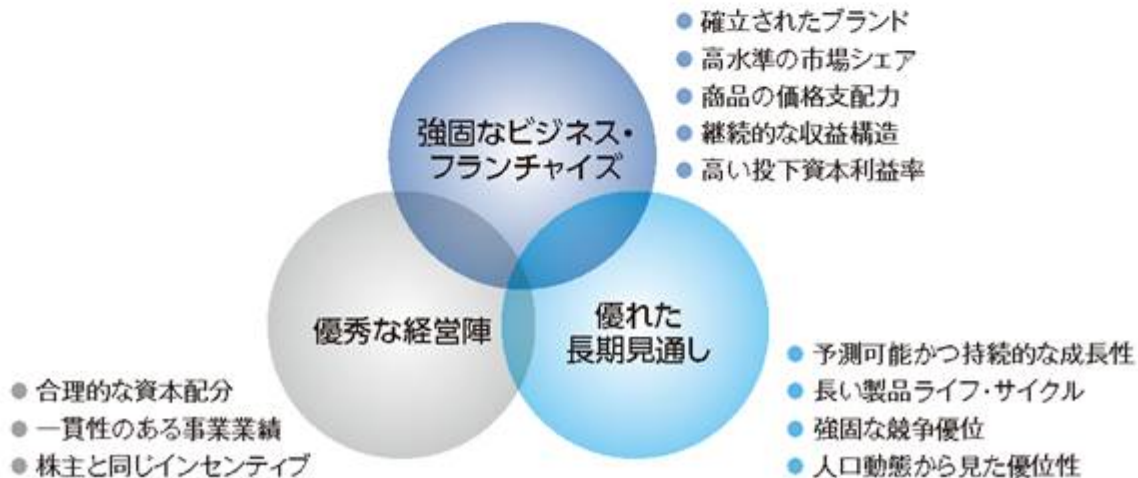 確立されたブランド
高水準の市場シェア
商品の価格支配力
継続的な収益構造
高い投下資本利益率
強固なビジネス・
フランチャイズ
優秀な経営陣
優れた
長期見通し
合理的な資本配分
一貫性のある事業業績
株主と同じインセンティブ
予測可能かつ持続的な成長性
長い製品ライフ・サイクル
強固な競争優位
人口動態から見た優位性